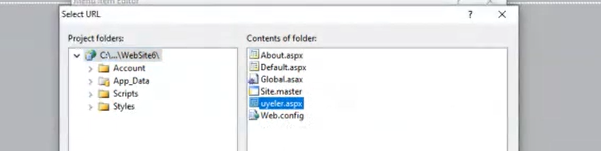 Menu Item Editor
Select URL
? X
Project folders:
Contents of folder:
C:\...\WebSite6\
Account
App_Data
Scripts
Styles
About.aspx
Default.aspx
Global.asax
Site.master
uyeler.aspx
Web.config